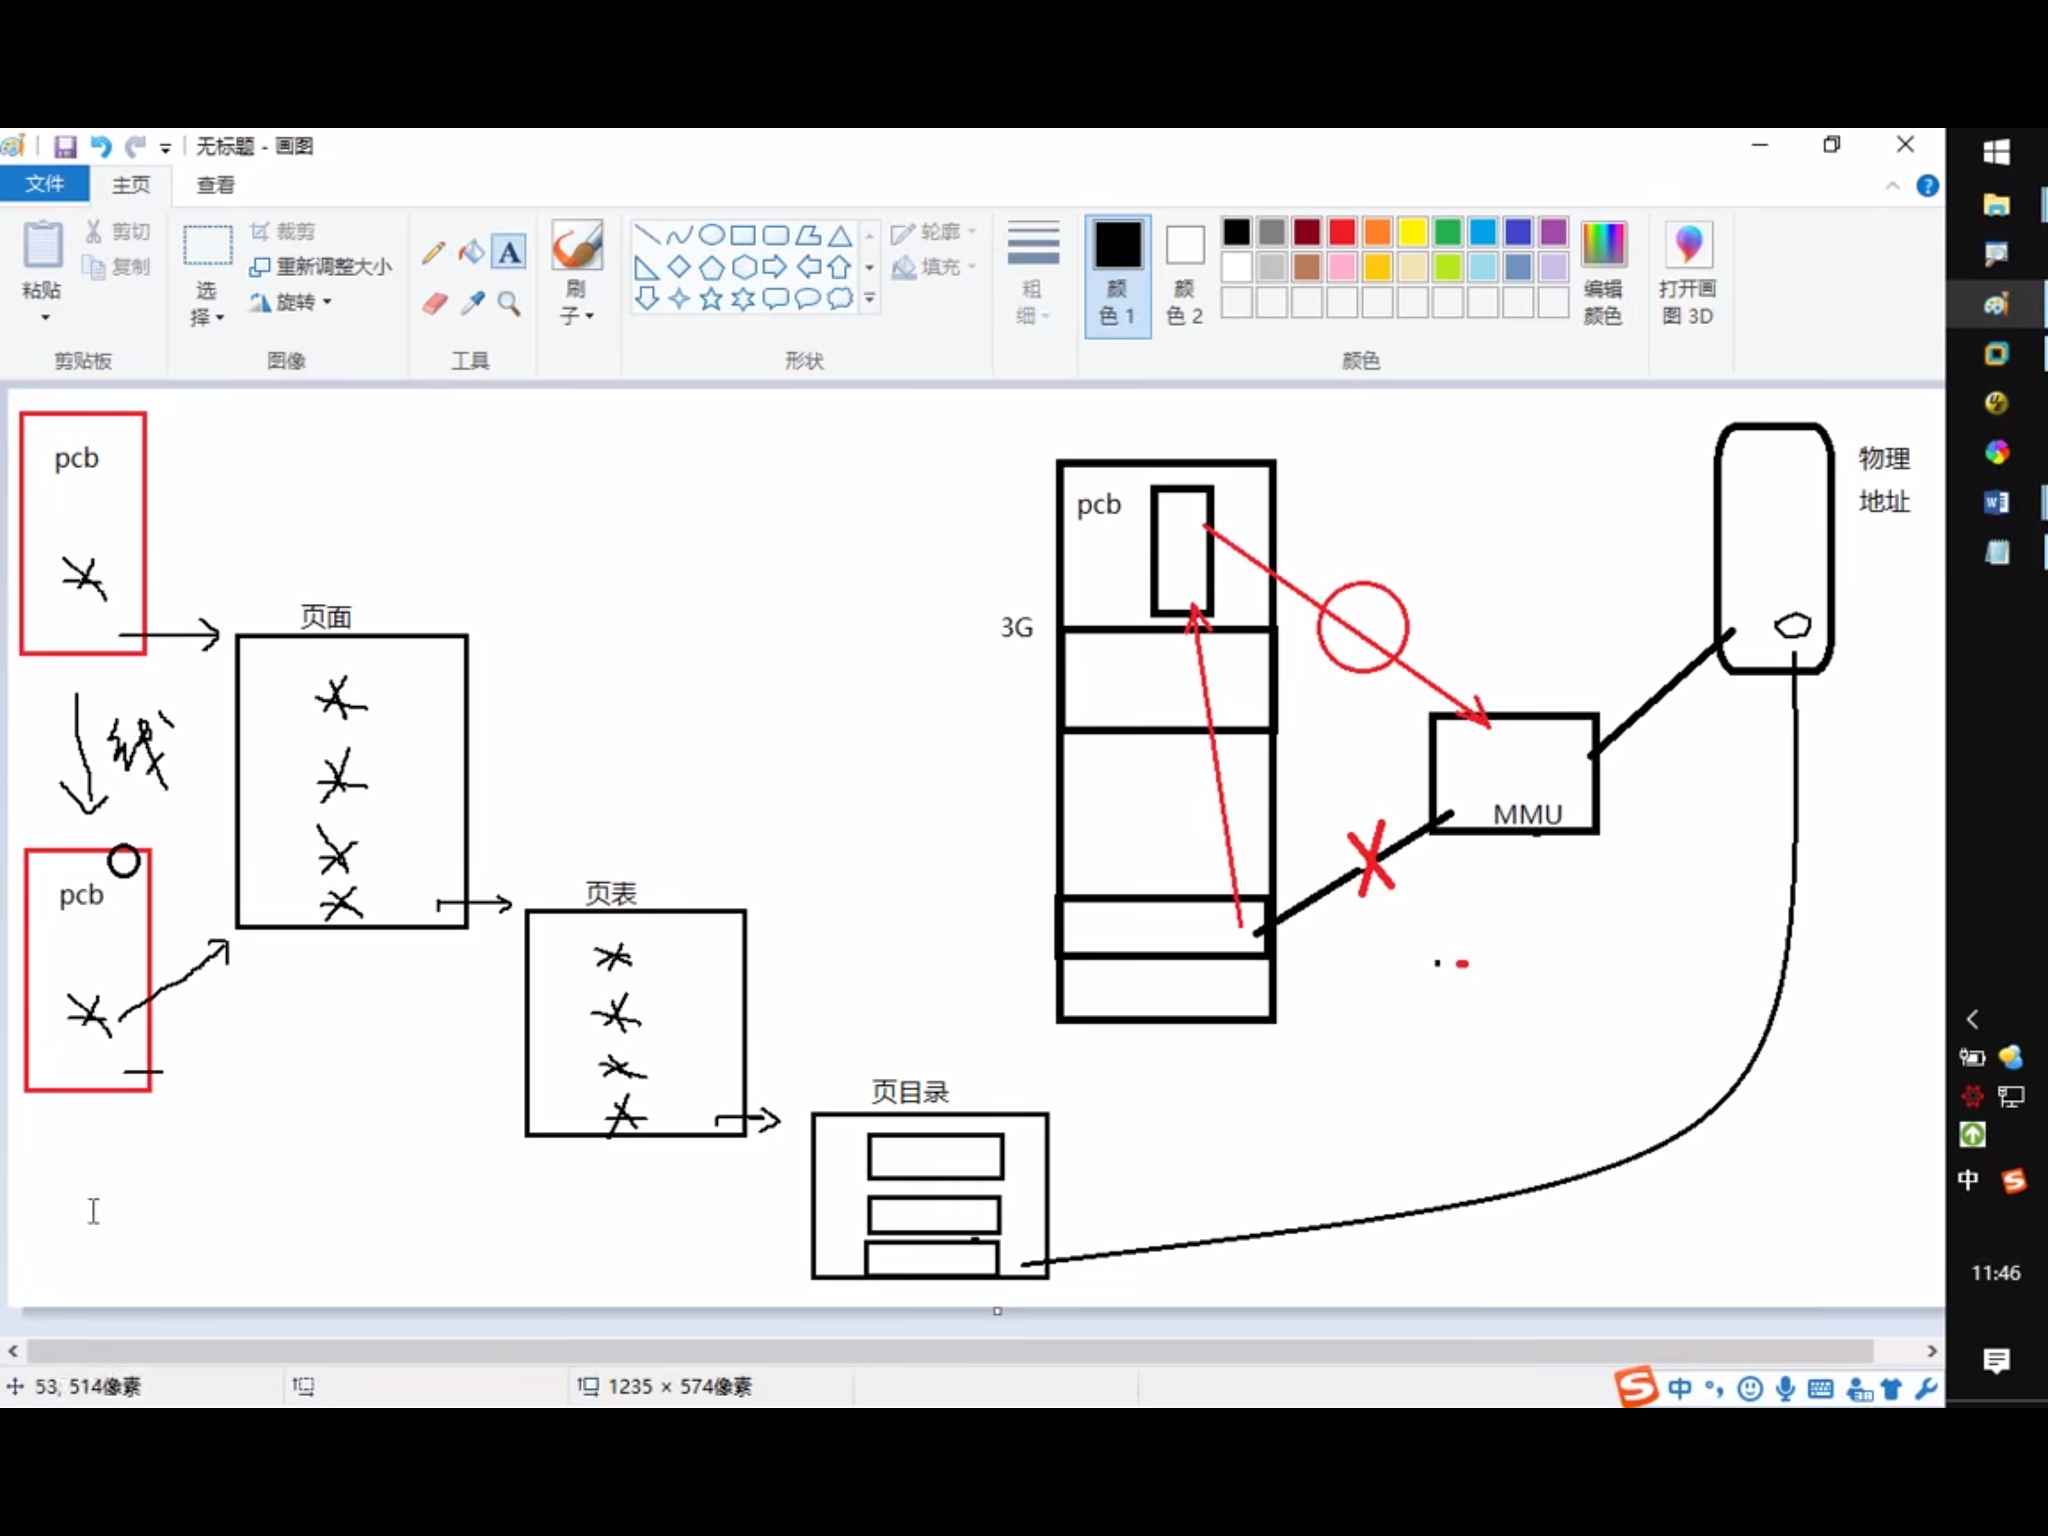 无标题 - 画图
文件 主页 查看
粘贴
剪切
复制
剪贴板
选
择
裁剪
重新调整大小
旋转
图像
A
工具
刷
子
形状
轮廓
填充
粗
细
颜
色 1
颜
色 2
颜色
编辑
颜色
打开画
图 3D
pcb
页面
pcb
页表
页目录
pcb
3G
MMU
物理
地址
中
11:46
53, 514像素
1235 × 574像素
中